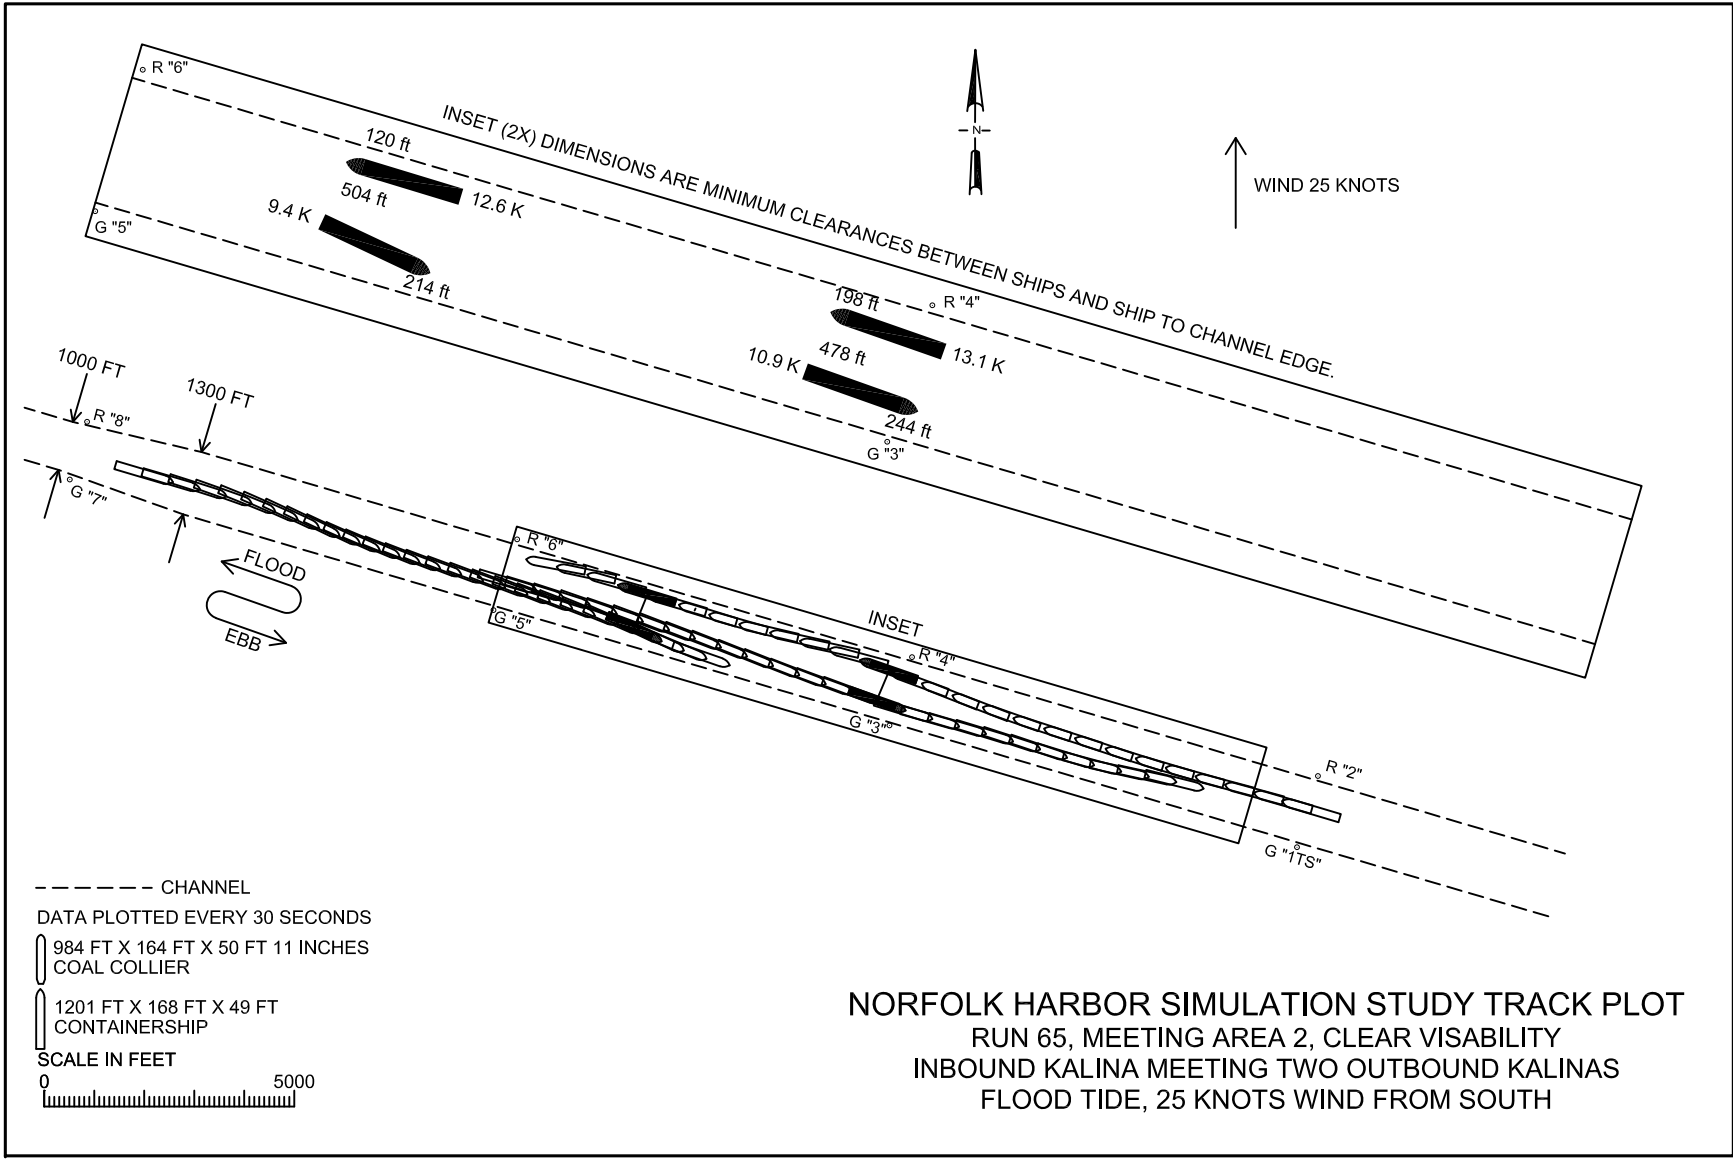 R "6"
INSET (2X) DIMENSIONS ARE MINIMUM CLEARANCES BETWEEN SHIPS AND SHIP TO CHANNEL EDGE.
N
WIND 25 KNOTS
120 ft
504 ft
12.6 K
9.4 K
G "5"
214 ft
198 ft
R "4"
478 ft
13.1 K
10.9 K
244 ft
G "3"
1000 FT
1300 FT
R "8"
G "7"
FLOOD
EBB
R "6"
G "5"
INSET
R "4"
G "3"
R "2"
G "1TS"
CHANNEL
DATA PLOTTED EVERY 30 SECONDS
984 FT X 164 FT X 50 FT 11 INCHES
COAL COLLIER
1201 FT X 168 FT X 49 FT
CONTAINERSHIP
SCALE IN FEET
0 5000
NORFOLK HARBOR SIMULATION STUDY TRACK PLOT
RUN 65, MEETING AREA 2, CLEAR VISABILITY
INBOUND KALINA MEETING TWO OUTBOUND KALINAS
FLOOD TIDE, 25 KNOTS WIND FROM SOUTH